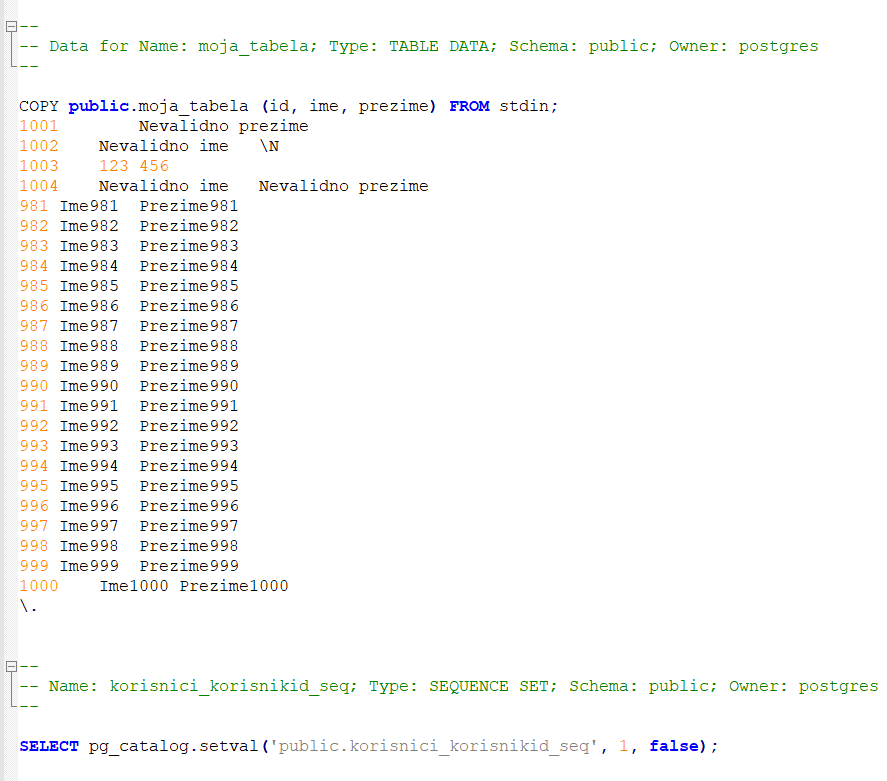 --
-- Data for Name: moja_tabela; Type: TABLE DATA; Schema: public; Owner: postgres
--
COPY public.moja_tabela (id, ime, prezime) FROM stdin;
1001		Nevalidno prezime
1002	Nevalidno ime	\N
1003	123	456
1004	Nevalidno ime	Nevalidno prezime
981	Ime981	Prezime981
982	Ime982	Prezime982
983	Ime983	Prezime983
984	Ime984	Prezime984
985	Ime985	Prezime985
986	Ime986	Prezime986
987	Ime987	Prezime987
988	Ime988	Prezime988
989	Ime989	Prezime989
990	Ime990	Prezime990
991	Ime991	Prezime991
992	Ime992	Prezime992
993	Ime993	Prezime993
994	Ime994	Prezime994
995	Ime995	Prezime995
996	Ime996	Prezime996
997	Ime997	Prezime997
998	Ime998	Prezime998
999	Ime999	Prezime999
1000	Ime1000	Prezime1000
\.
--
-- Name: korisnici_korisnikid_seq; Type: SEQUENCE SET; Schema: public; Owner: postgres
--
SELECT pg_catalog.setval('public.korisnici_korisnikid_seq', 1, false);